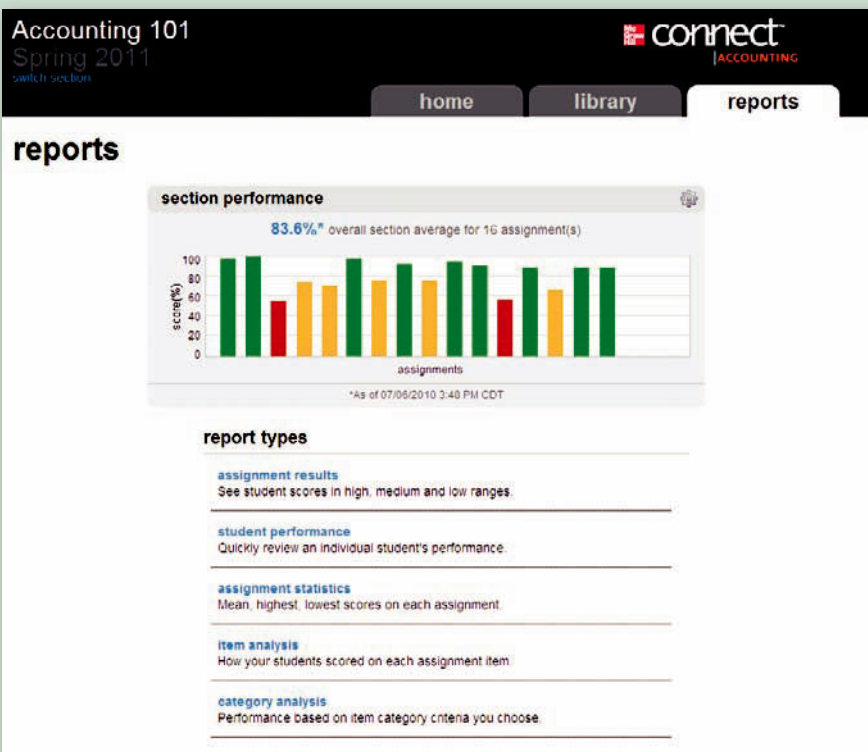 Accounting 101
Spring 2011
switch section
connect
ACCOUNTING
home
library
reports
reports
section performance
83.6%* overall section average for 16 assignment(s)
100
80
60
40
20
0
score(%)
assignments
*As of 07/06/2010 3:48 PM CDT
report types
assignment results
See student scores in high, medium and low ranges.
student performance
Quickly review an individual student's performance.
assignment statistics
Mean, highest, lowest scores on each assignment.
item analysis
How your students scored on each assignment item.
category analysis
Performance based on item category criteria you choose.